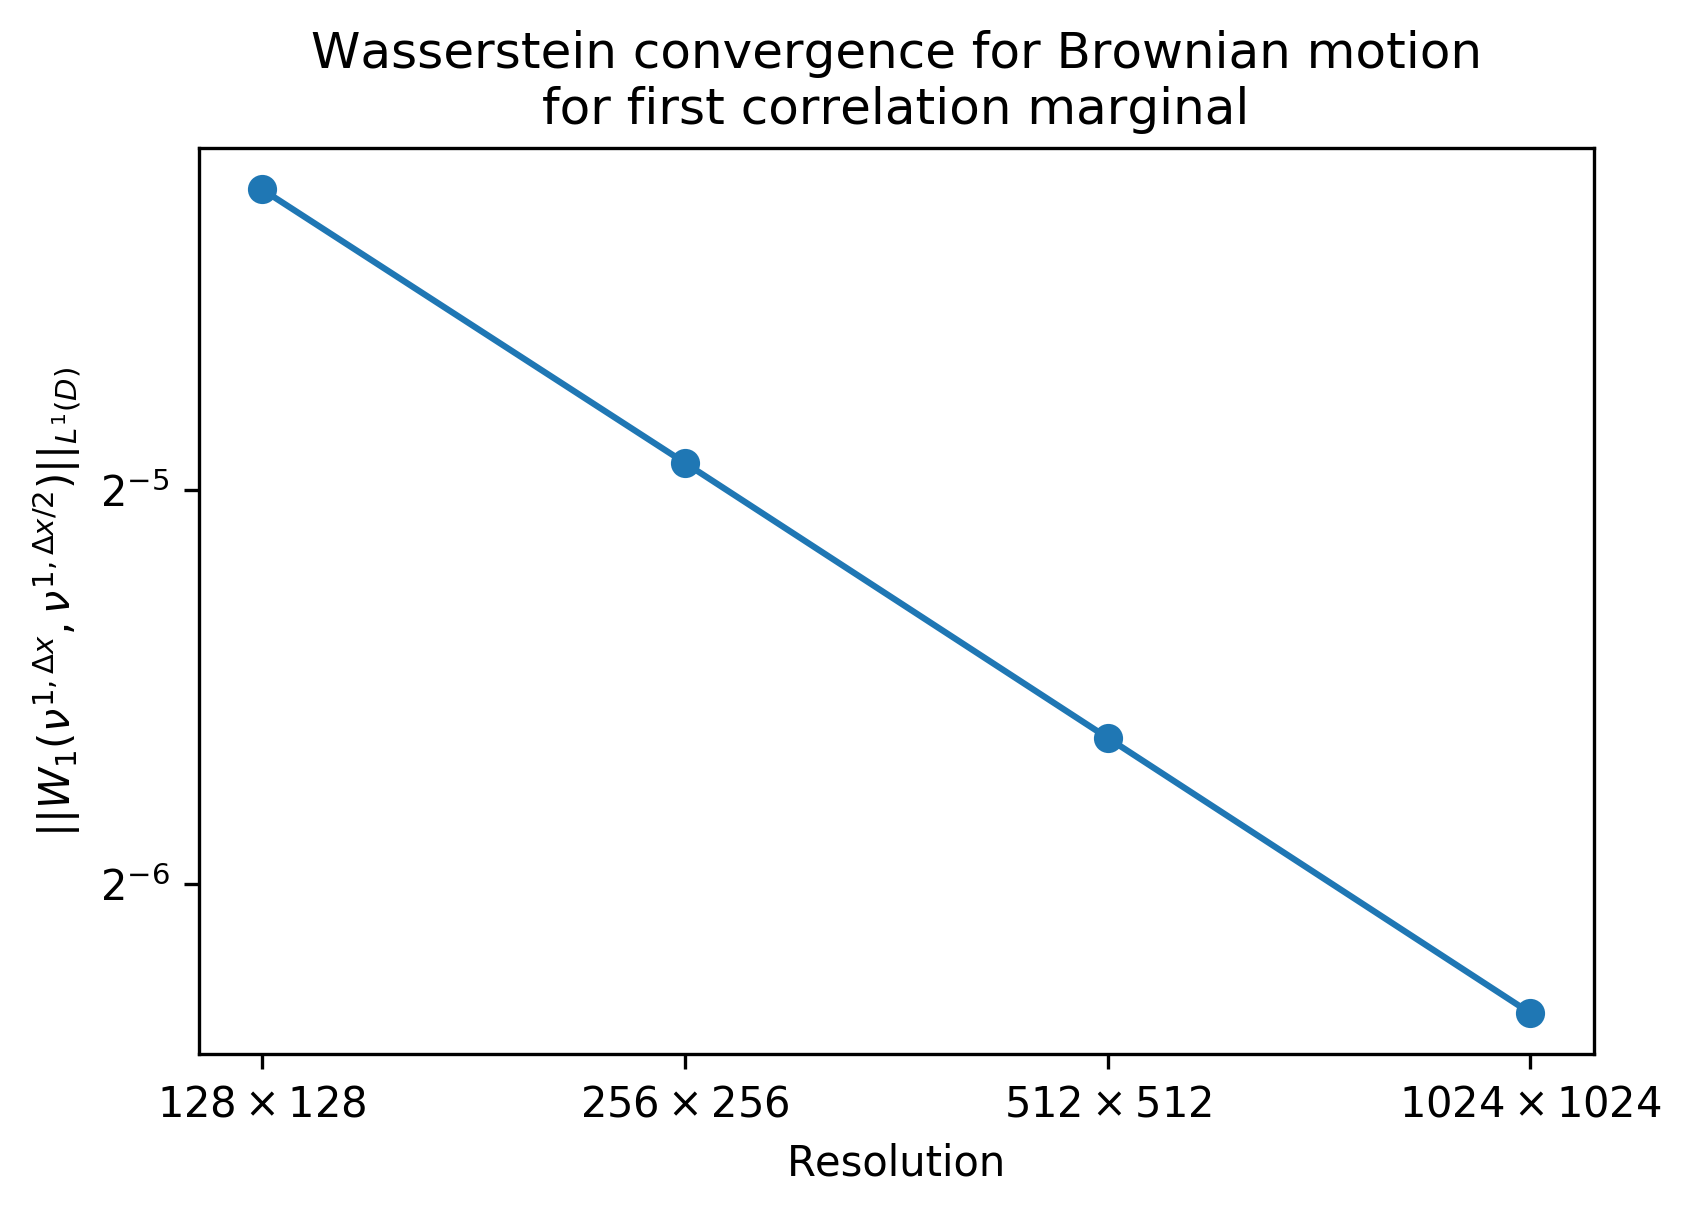 Wasserstein convergence for Brownian motion
for first correlation marginal
||W₁(ν^{1,Δx}, ν^{1,Δx/2})||_{L¹(D)}
2⁻⁵
2⁻⁶
128 × 128
256 × 256
512 × 512
1024 × 1024
Resolution